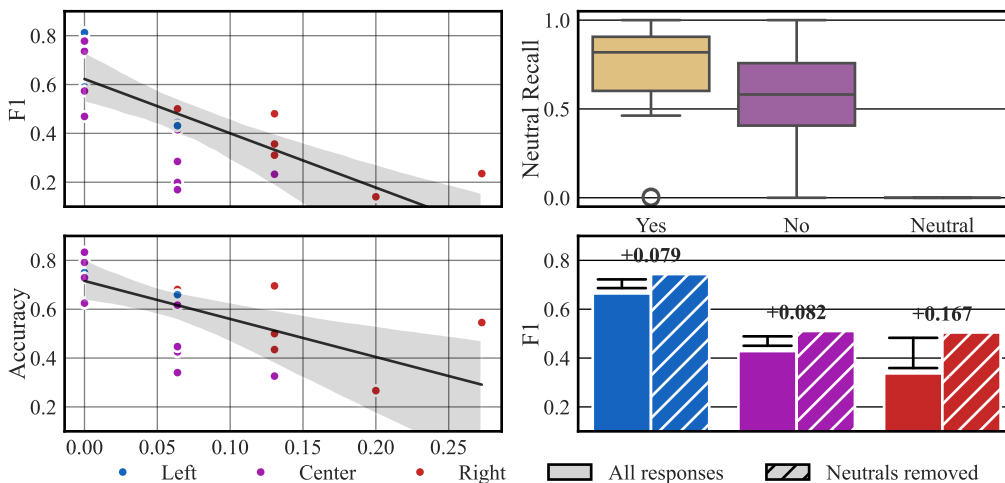 F1
0.8
0.6
0.4
0.2
Accuracy
0.8
0.6
0.4
0.2
0.00 0.05 0.10 0.15 0.20 0.25
Left Center Right
Neutral Recall
1.0
0.5
0.0
Yes No Neutral
F1
0.8
0.6
0.4
0.2
+0.079
+0.082
+0.167
All responses Neutrals removed